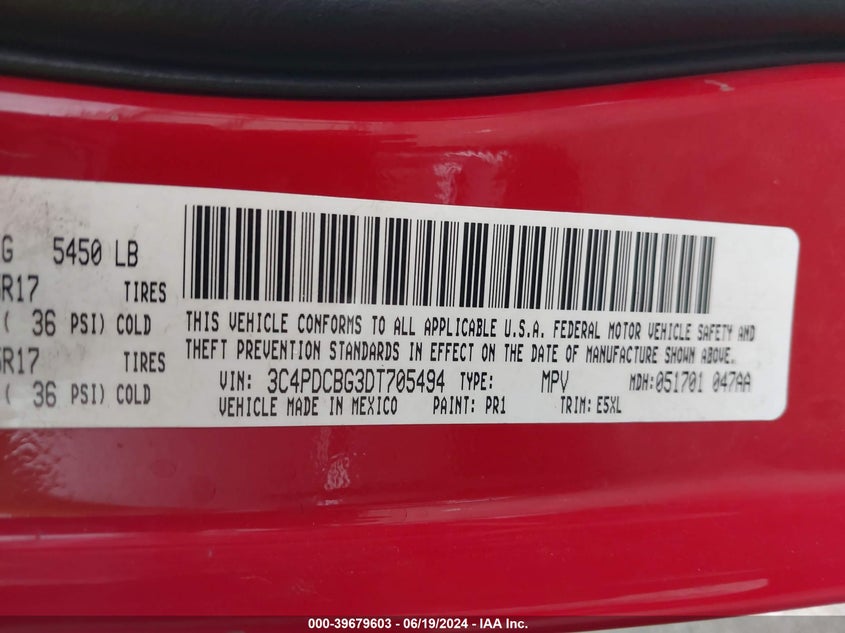 G 5450 LB
R17 TIRES
( 36 PSI) COLD
R17 TIRES
( 36 PSI) COLD
THIS VEHICLE CONFORMS TO ALL APPLICABLE U.S.A. FEDERAL MOTOR VEHICLE SAFETY AND
THEFT PREVENTION STANDARDS IN EFFECT ON THE DATE OF MANUFACTURE SHOWN ABOVE.
VIN: 3C4PDCBG3DT705494 TYPE: MPV MDH: 051701 047AA
VEHICLE MADE IN MEXICO PAINT: PR1 TRIM: E5XL
000-39679603 - 06/19/2024 - IAA Inc.